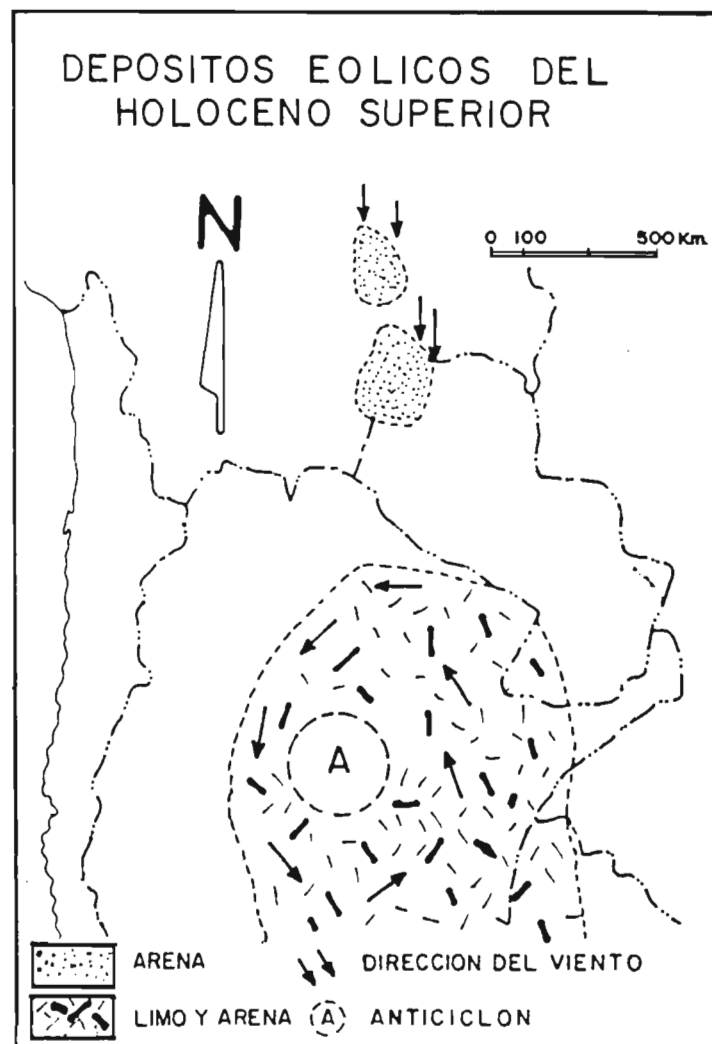 DEPOSITOS EOLICOS DEL
HOLOCENO SUPERIOR
N
0 100 500 Km.
A
ARENA
DIRECCION DEL VIENTO
LIMO Y ARENA
A ANTICICLON